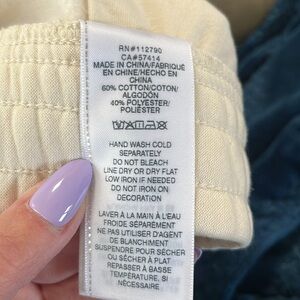 RN#112790
CA#57414
MADE IN CHINA/FABRIQUÉ
EN CHINE/HECHO EN
CHINA
60% COTTON/COTON/
ALGODÓN
40% POLYESTER/
POLIÉSTER
HAND WASH COLD
SEPARATELY
DO NOT BLEACH
LINE DRY OR DRY FLAT
LOW IRON IF NEEDED
DO NOT IRON ON
DECORATION
LAVER À LA MAIN À L'EAU
FROIDE SÉPARÉMENT
NE PAS UTILISER D'AGENT
DE BLANCHIMENT
SUSPENDRE POUR SÉCHER
OU SÉCHER À PLAT
REPASSER À BASSE
TEMPÉRATURE, SI
NÉCESSAIRE